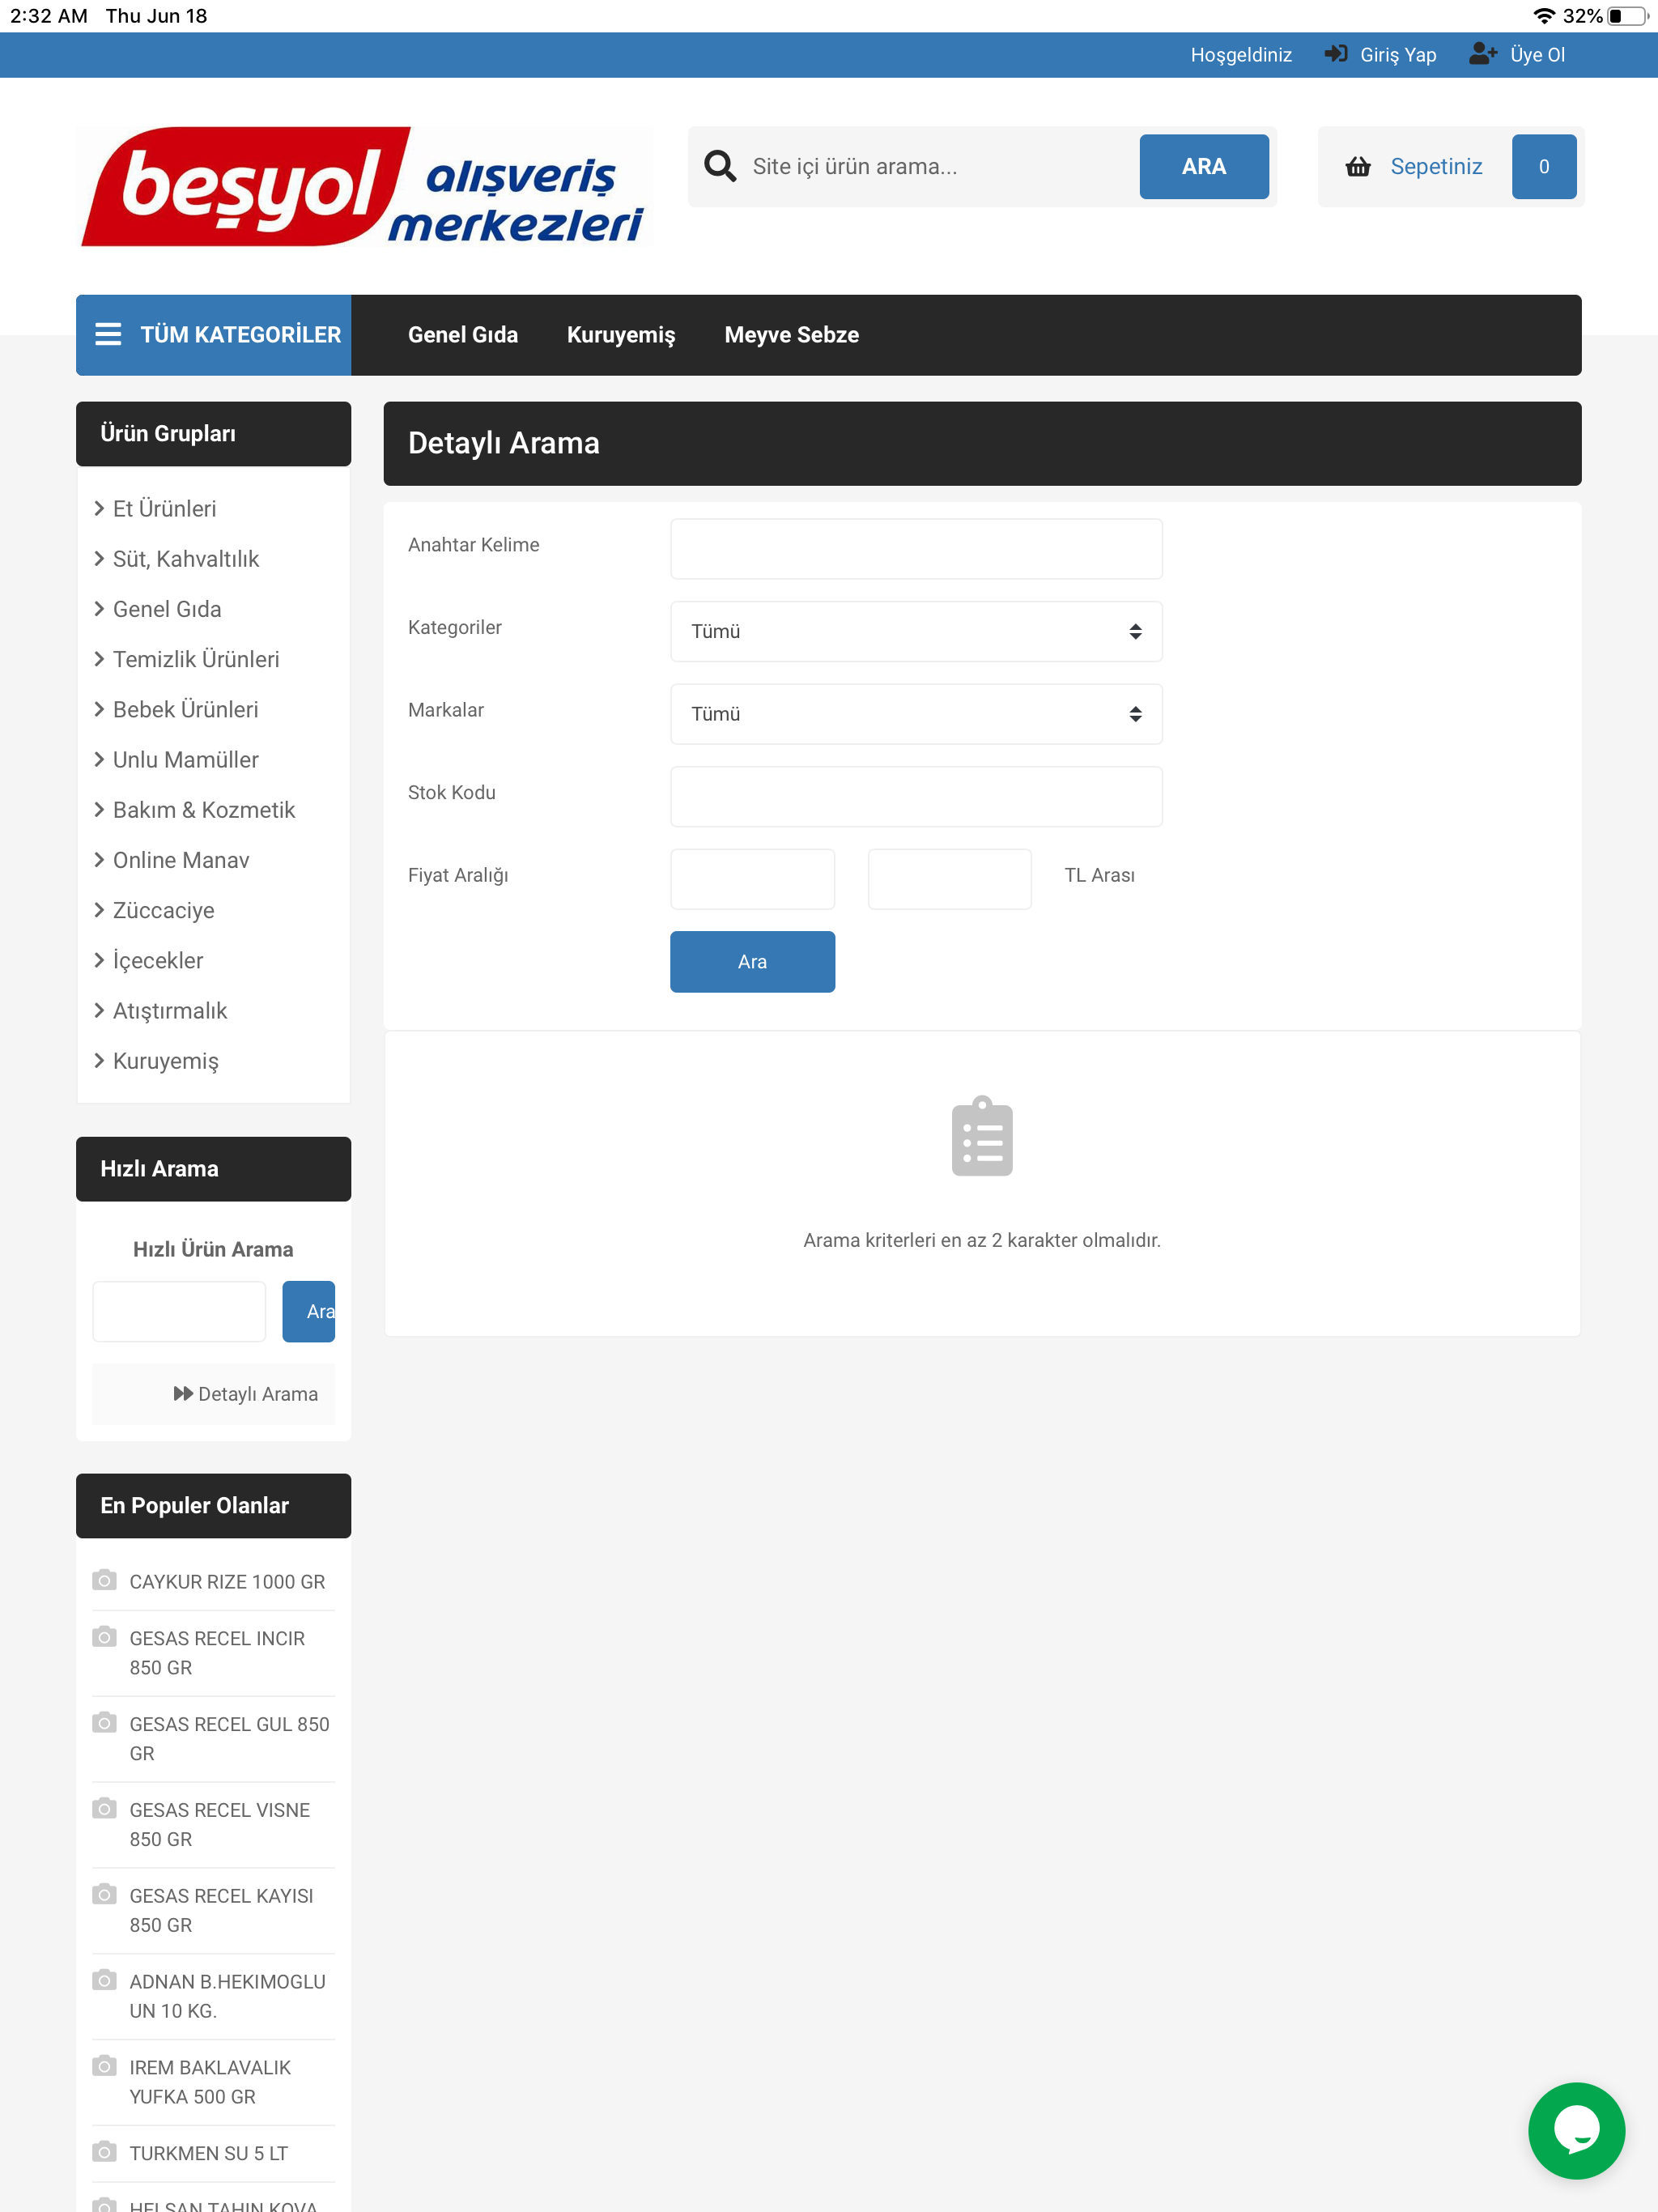 2:32 AM Thu Jun 18
32%
Hoşgeldiniz Giriş Yap Üye Ol
beşyol alışveriş merkezleri
Site içi ürün arama...
ARA
Sepetiniz
0
TÜM KATEGORİLER
Genel Gıda
Kuruyemiş
Meyve Sebze
Ürün Grupları
Et Ürünleri
Süt, Kahvaltılık
Genel Gıda
Temizlik Ürünleri
Bebek Ürünleri
Unlu Mamüller
Bakım & Kozmetik
Online Manav
Züccaciye
İçecekler
Atıştırmalık
Kuruyemiş
Hızlı Arama
Hızlı Ürün Arama
Ara
Detaylı Arama
En Populer Olanlar
CAYKUR RIZE 1000 GR
GESAS RECEL INCIR
850 GR
GESAS RECEL GUL 850
GR
GESAS RECEL VISNE
850 GR
GESAS RECEL KAYISI
850 GR
ADNAN B.HEKIMOGLU
UN 10 KG.
IREM BAKLAVALIK
YUFKA 500 GR
TURKMEN SU 5 LT
HELSAN TAHIN KOVA
Detaylı Arama
Anahtar Kelime
Kategoriler
Tümü
Markalar
Tümü
Stok Kodu
Fiyat Aralığı
TL Arası
Ara
Arama kriterleri en az 2 karakter olmalıdır.